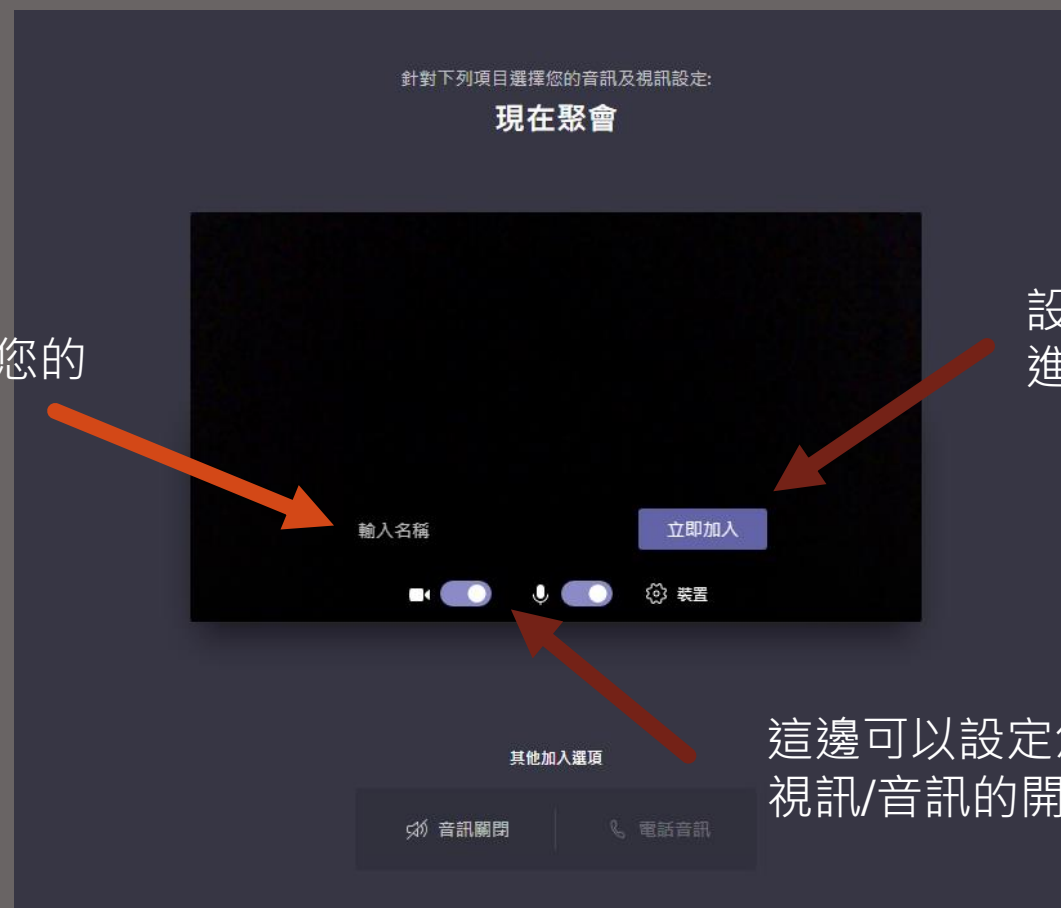 針對下列項目選擇您的音訊及視訊設定:
現在聚會
您的
設
進
輸入名稱
立即加入
裝置
這邊可以設定
視訊/音訊的開
其他加入選項
音訊關閉
電話音訊